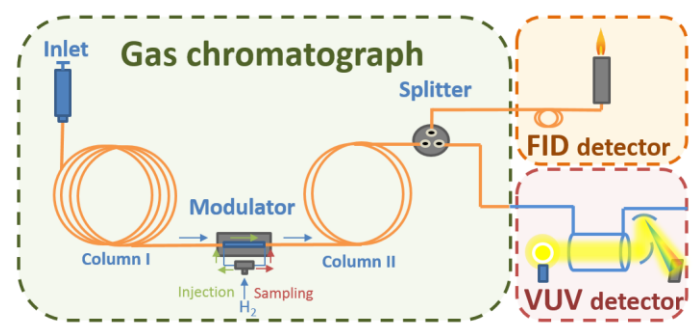 Gas chromatograph
Inlet
Splitter
FID detector
Modulator
Column I
Column II
Injection
Sampling
H2
VUV detector